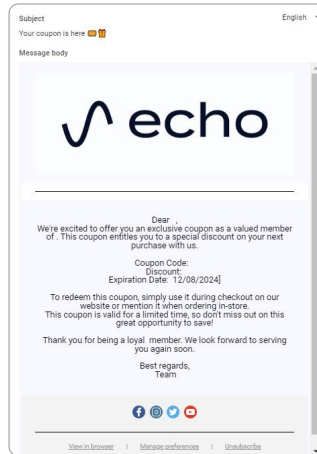 Subject
English
Your coupon is here 🎟️🎁
Message body
echo
Dear ,
We're excited to offer you an exclusive coupon as a valued member
of . This coupon entitles you to a special discount on your next
purchase with us.
Coupon Code:
Discount:
Expiration Date: 12/08/2024]
To redeem this coupon, simply use it during checkout on our
website or mention it when ordering in-store.
This coupon is valid for a limited time, so don't miss out on this
great opportunity to save!
Thank you for being a loyal member. We look forward to serving
you again soon.
Best regards,
Team
View in browser | Manage preferences | Unsubscribe